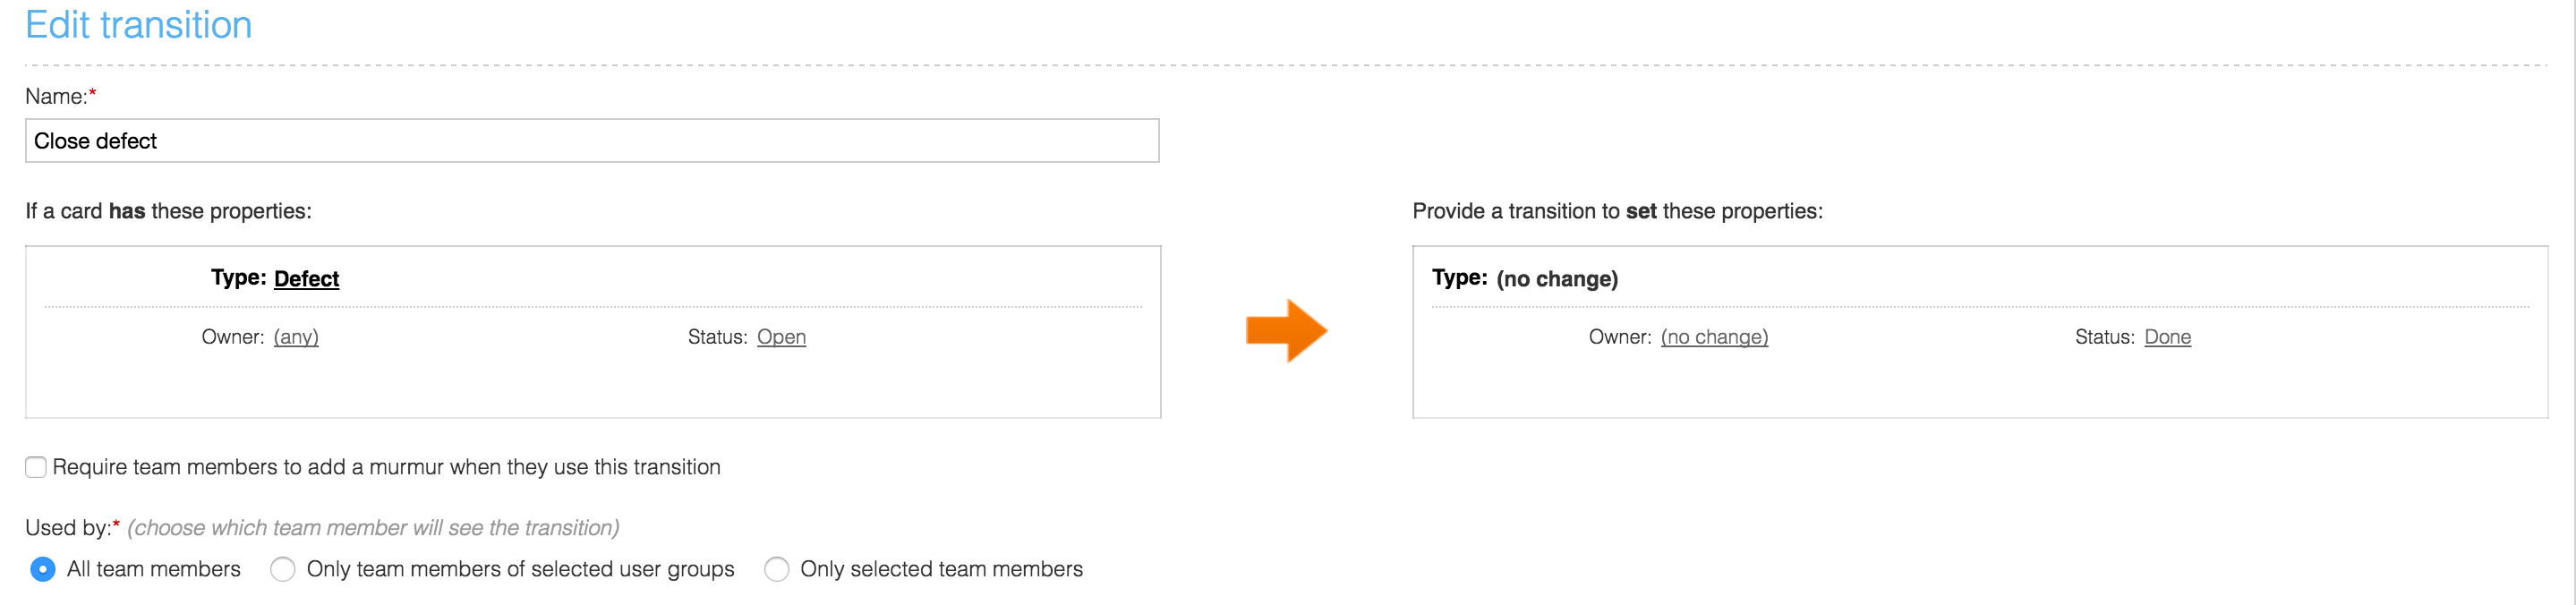 Edit transition
Name:*
Close defect
If a card has these properties:
Provide a transition to set these properties:
Type: Defect
Owner: (any) Status: Open
Type: (no change)
Owner: (no change) Status: Done
Require team members to add a murmur when they use this transition
Used by:* (choose which team member will see the transition)
All team members Only team members of selected user groups Only selected team members